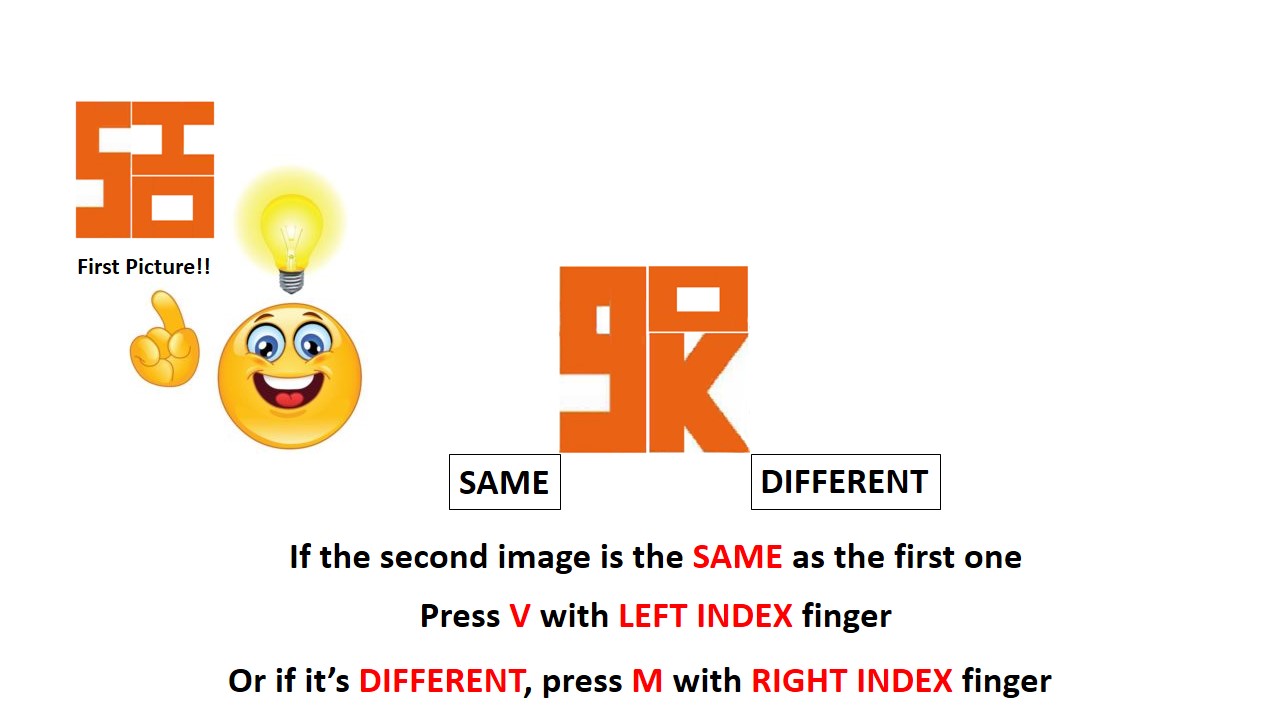 First Picture!!
SAME
DIFFERENT
If the second image is the SAME as the first one
Press V with LEFT INDEX finger
Or if it’s DIFFERENT, press M with RIGHT INDEX finger